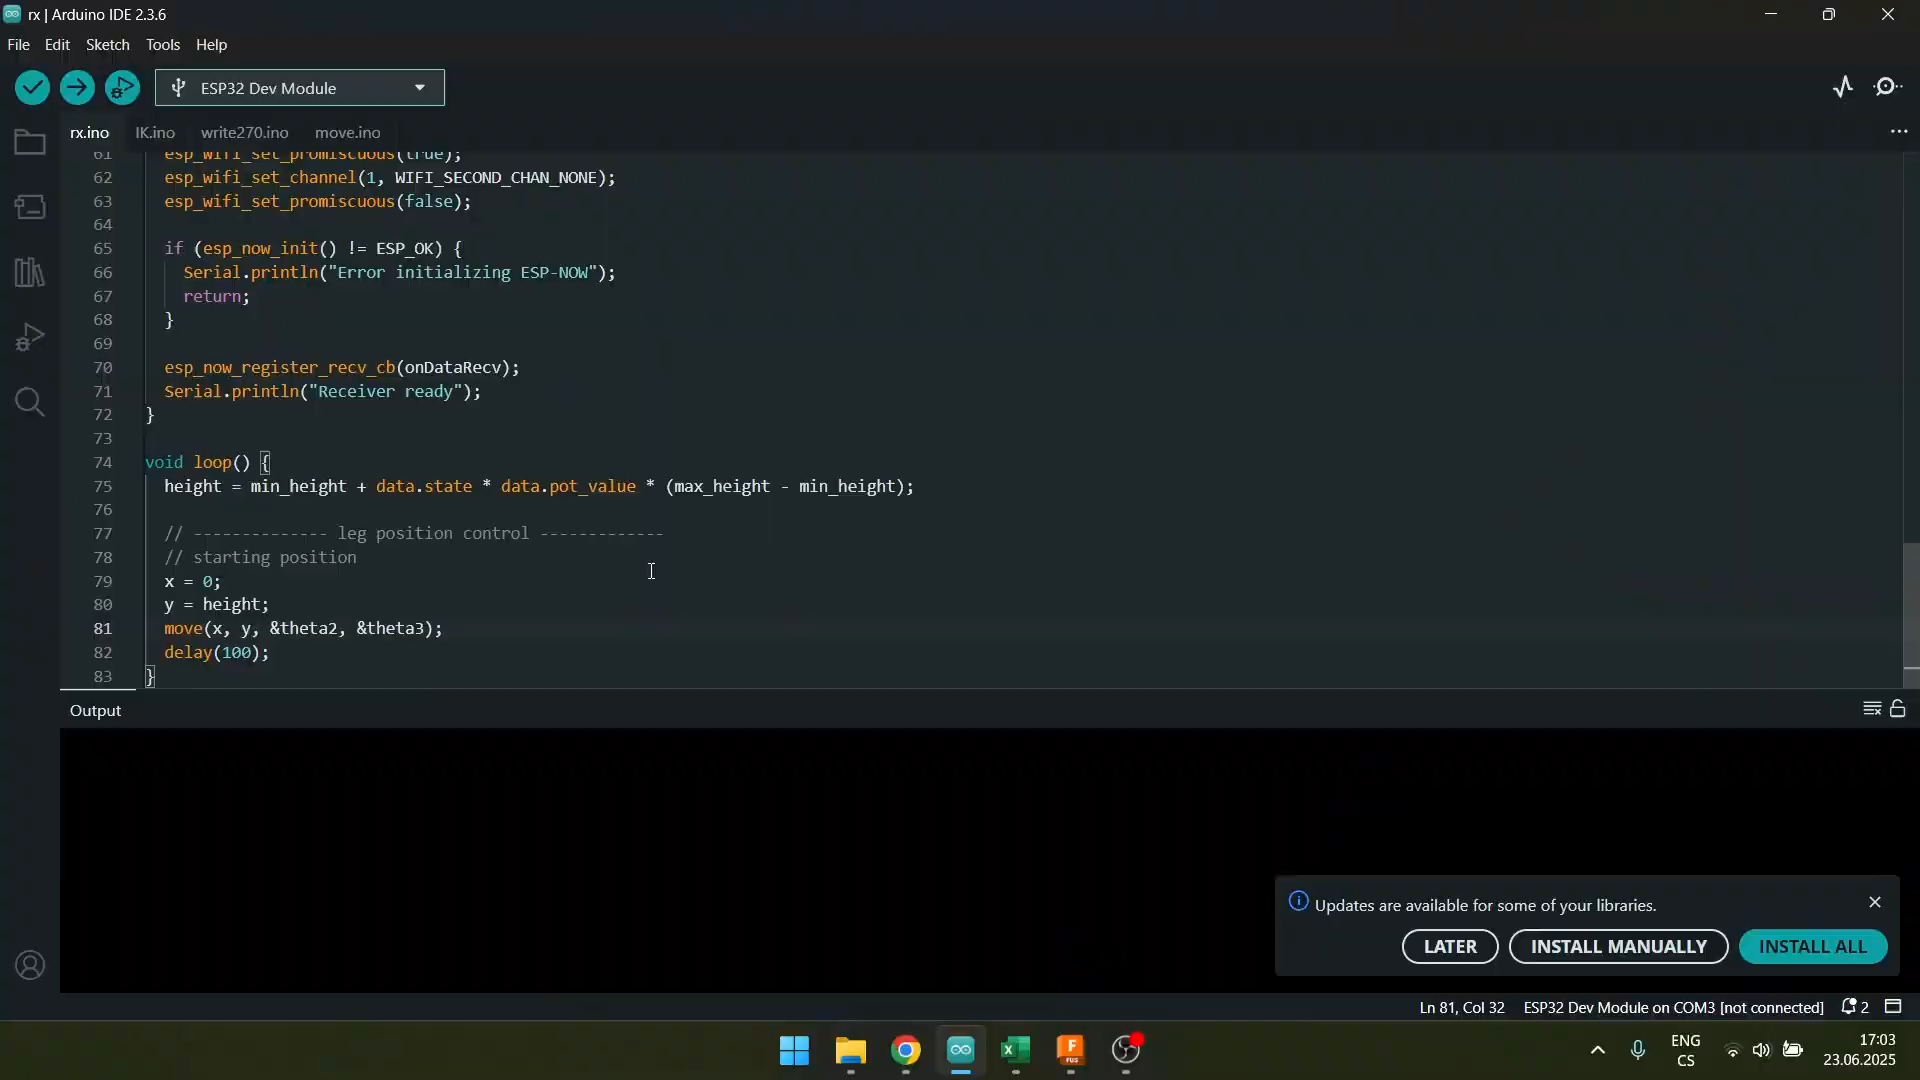 rx | Arduino IDE 2.3.6
File Edit Sketch Tools Help
ESP32 Dev Module
rx.ino IK.ino write270.ino move.ino
61 esp_wifi_set_promiscuous(true);
62 esp_wifi_set_channel(1, WIFI_SECOND_CHAN_NONE);
63 esp_wifi_set_promiscuous(false);
64
65 if (esp_now_init() != ESP_OK) {
66 Serial.println("Error initializing ESP-NOW");
67 return;
68 }
69
70 esp_now_register_recv_cb(onDataRecv);
71 Serial.println("Receiver ready");
72 }
73
74 void loop() {
75 height = min_height + data.state * data.pot_value * (max_height - min_height);
76
77 // -------------- leg position control -------------
78 // starting position
79 x = 0;
80 y = height;
81 move(x, y, &theta2, &theta3);
82 delay(100);
83 }
Output
Updates are available for some of your libraries.
LATER INSTALL MANUALLY INSTALL ALL
Ln 81, Col 32 ESP32 Dev Module on COM3 [not connected] 2
ENG 17:03
CS 23.06.2025